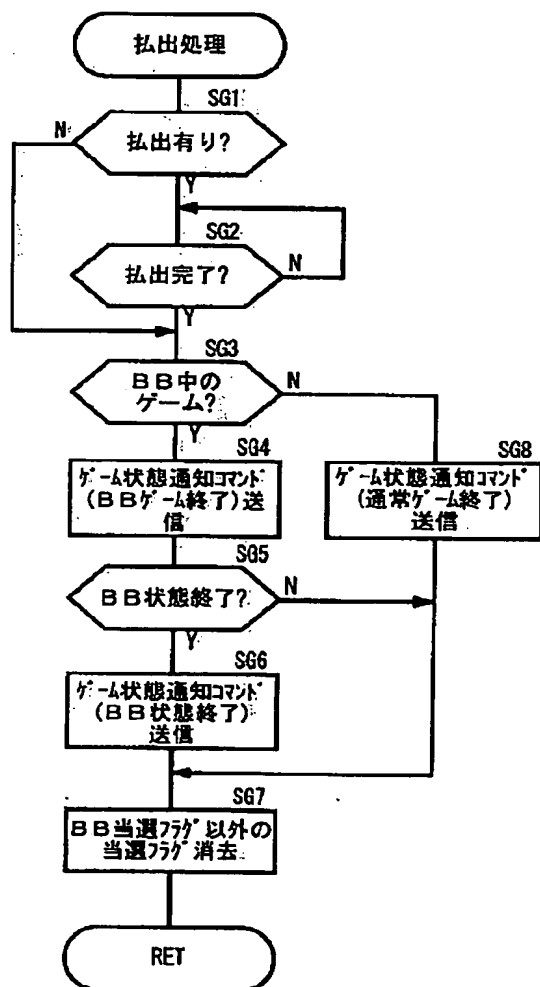 払出処理
SG1
N
払出有り?
Y
SG2
払出完了?
N
Y
SG3
BB中の
ゲーム?
N
Y
SG4
ゲーム状態通知コマンド
(BBゲーム終了)送
信
SG8
ゲーム状態通知コマンド
(通常ゲーム終了)
送信
SG5
BB状態終了?
N
Y
SG6
ゲーム状態通知コマンド
(BB状態終了)
送信
SG7
BB当選フラグ以外の
当選フラグ消去
RET